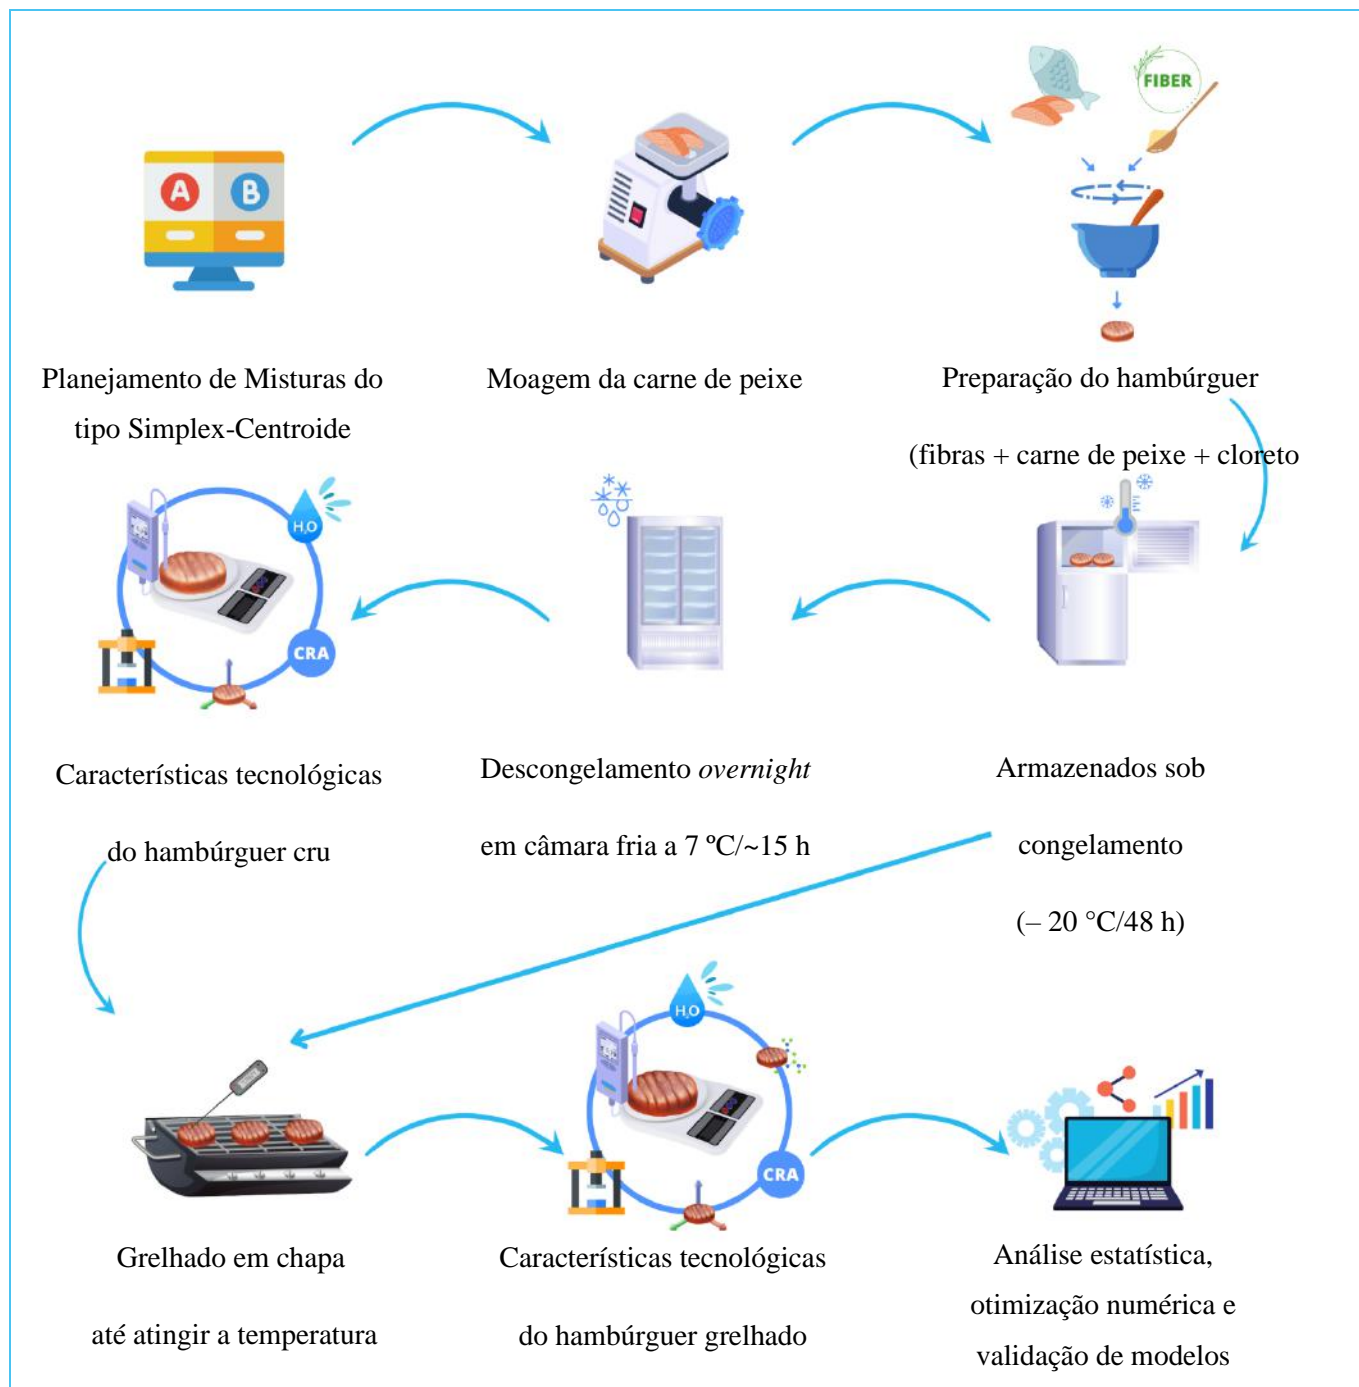 FIBER
A B
Planejamento de Misturas do
tipo Simplex-Centroide
Moagem da carne de peixe
Preparação do hambúrguer
(fibras + carne de peixe + cloreto
H₂O
CRA
Características tecnológicas
do hambúrguer cru
Descongelamento overnight
em câmara fria a 7 ºC/~15 h
Armazenados sob
congelamento
(– 20 °C/48 h)
H₂O
CRA
Grelhado em chapa
até atingir a temperatura
Características tecnológicas
do hambúrguer grelhado
Análise estatística,
otimização numérica e
validação de modelos